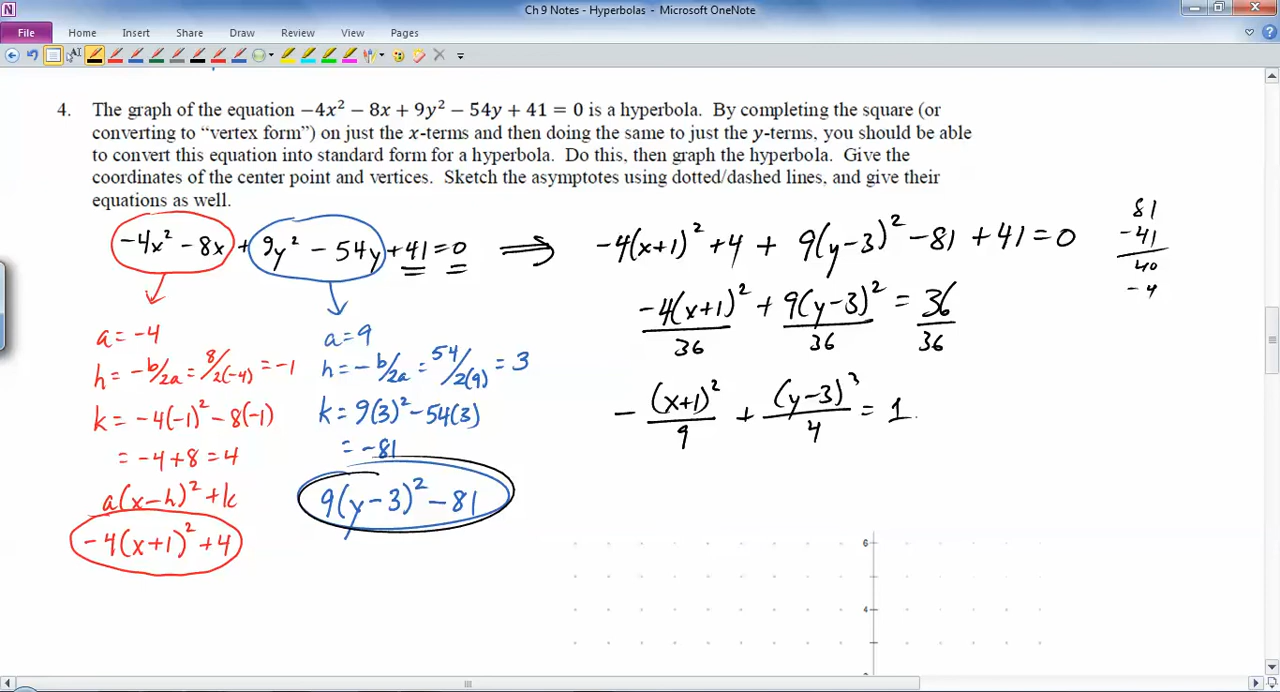 Ch 9 Notes - Hyperbolas - Microsoft OneNote
File Home Insert Share Draw Review View Pages
4. The graph of the equation −4x² − 8x + 9y² − 54y + 41 = 0 is a hyperbola. By completing the square (or
converting to “vertex form”) on just the x-terms and then doing the same to just the y-terms, you should be able
to convert this equation into standard form for a hyperbola. Do this, then graph the hyperbola. Give the
coordinates of the center point and vertices. Sketch the asymptotes using dotted/dashed lines, and give their
equations as well.
-4x² - 8x + 9y² - 54y + 41 = 0 ⟹ -4(x+1)² + 4 + 9(y-3)² - 81 + 41 = 0
81
-41
40
-4
-4(x+1)²/36 + 9(y-3)²/36 = 36/36
-(x+1)²/9 + (y-3)³/4 = 1
a = -4
h = -b/2a = 8/2(-4) = -1
k = -4(-1)² - 8(-1)
= -4 + 8 = 4
a(x-h)² + k
-4(x+1)² + 4
a = 9
h = -b/2a = 54/2(9) = 3
k = 9(3)² - 54(3)
= -81
9(y-3)² - 81
6
4